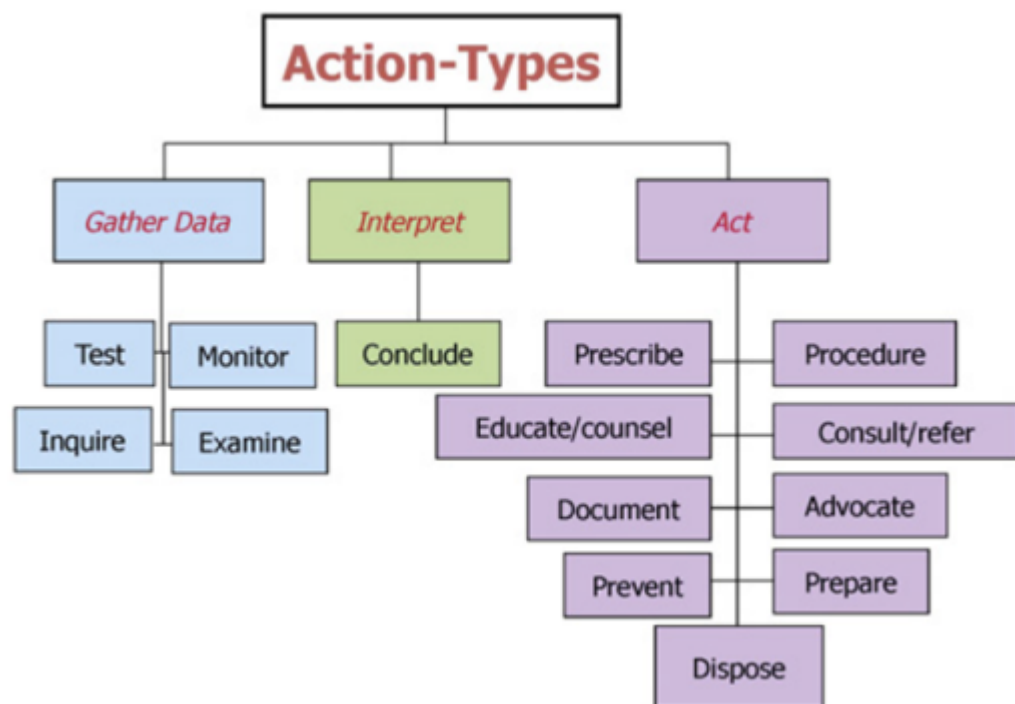 Action-Types
Gather Data
Interpret
Act
Test
Monitor
Conclude
Prescribe
Procedure
Inquire
Examine
Educate/counsel
Consult/refer
Document
Advocate
Prevent
Prepare
Dispose